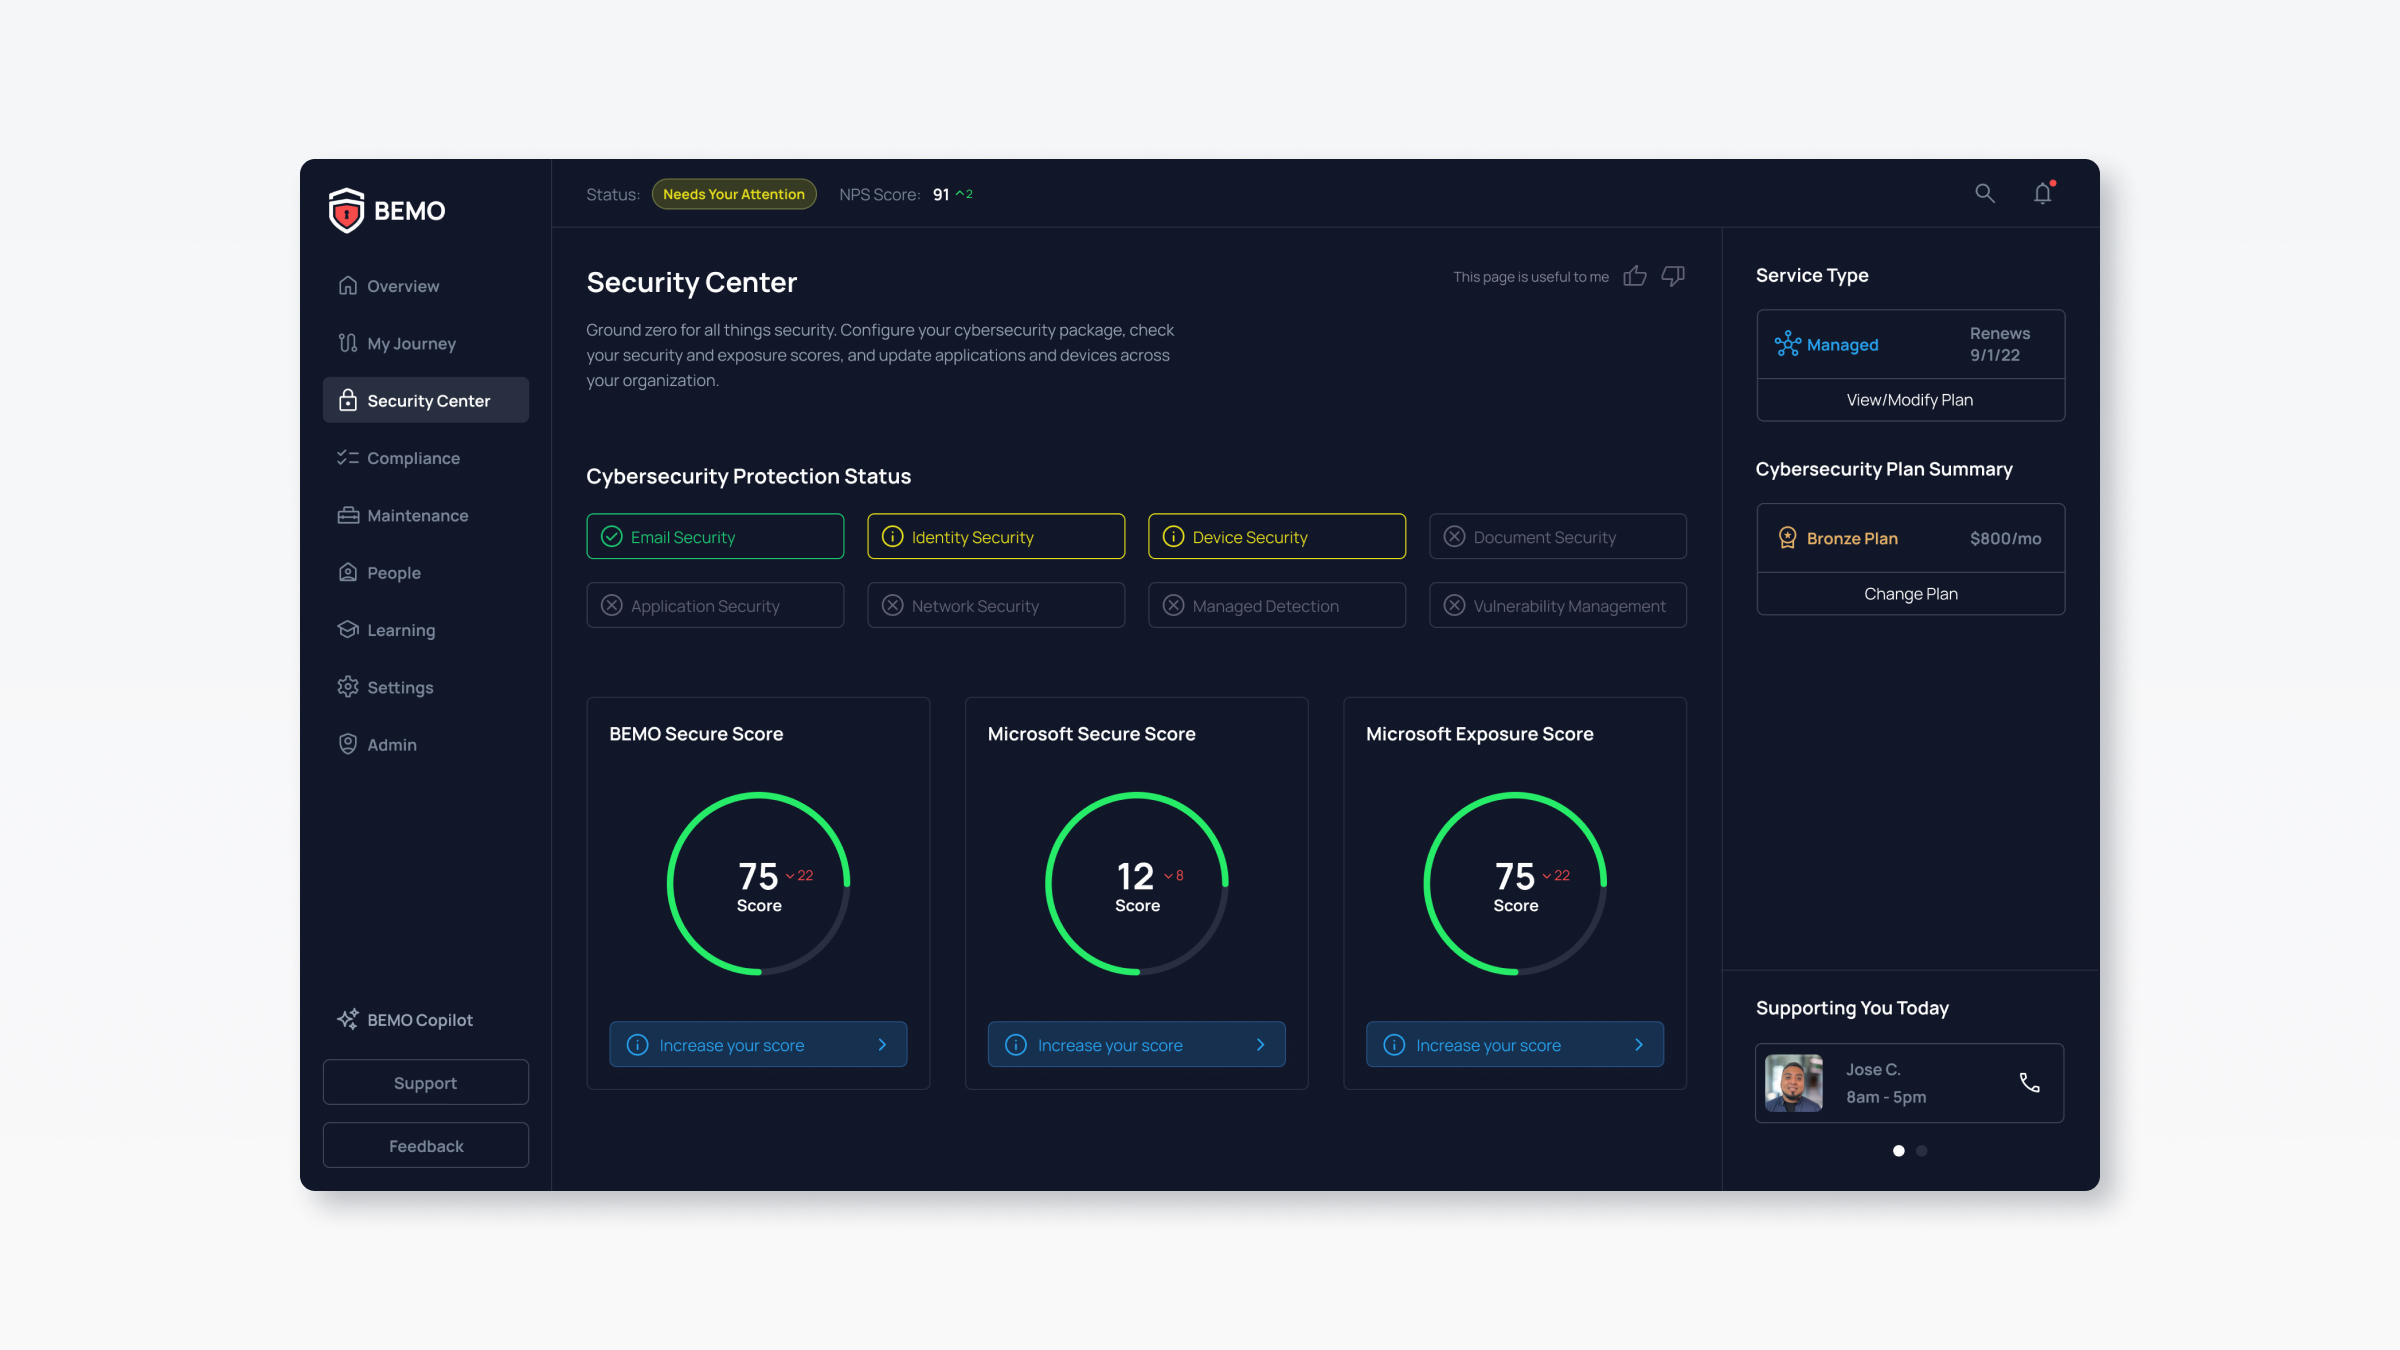 BEMO
Overview
My Journey
Security Center
Compliance
Maintenance
People
Learning
Settings
Admin
BEMO Copilot
Support
Feedback
Status: Needs Your Attention NPS Score: 91 2
Security Center
This page is useful to me
Ground zero for all things security. Configure your cybersecurity package, check
your security and exposure scores, and update applications and devices across
your organization.
Cybersecurity Protection Status
Email Security
Identity Security
Device Security
Document Security
Application Security
Network Security
Managed Detection
Vulnerability Management
BEMO Secure Score
75 22
Score
Increase your score
Microsoft Secure Score
12 8
Score
Increase your score
Microsoft Exposure Score
75 22
Score
Increase your score
Service Type
Managed
Renews
9/1/22
View/Modify Plan
Cybersecurity Plan Summary
Bronze Plan
$800/mo
Change Plan
Supporting You Today
Jose C.
8am - 5pm